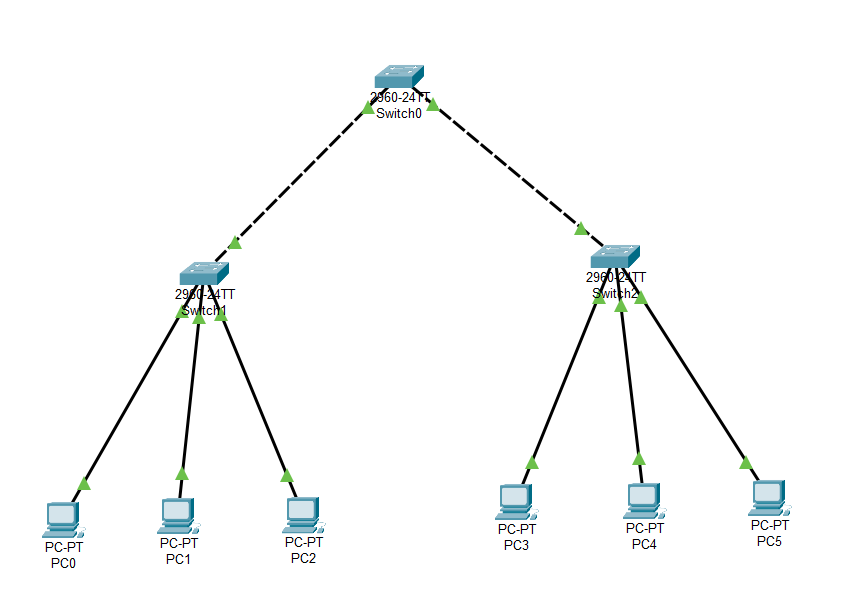 2960-24TT
Switch0
2960-24TT
Switch1
2960-24TT
Switch2
PC-PT
PC0
PC-PT
PC1
PC-PT
PC2
PC-PT
PC3
PC-PT
PC4
PC-PT
PC5